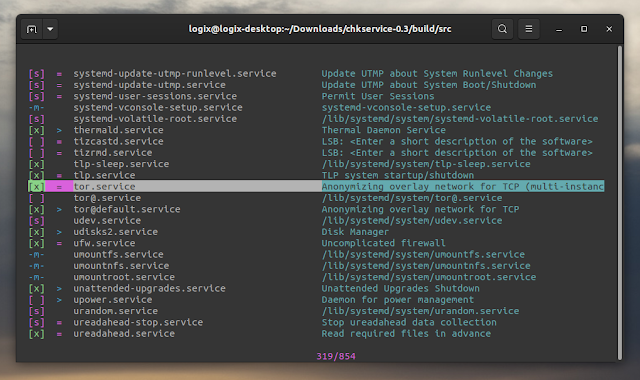 logix@logix-desktop:~/Downloads/chkservice-0.3/build/src
[s] = systemd-update-utmp-runlevel.service Update UTMP about System Runlevel Changes
[s] = systemd-update-utmp.service Update UTMP about System Boot/Shutdown
[s] = systemd-user-sessions.service Permit User Sessions
-m- systemd-vconsole-setup.service systemd-vconsole-setup.service
[s] systemd-volatile-root.service /lib/systemd/system/systemd-volatile-root.service
[x] > thermald.service Thermal Daemon Service
[ ] = tizcastd.service LSB: <Enter a short description of the software>
[ ] = tizrmd.service LSB: <Enter a short description of the software>
[x] tlp-sleep.service /lib/systemd/system/tlp-sleep.service
[x] = tlp.service TLP system startup/shutdown
[x] = tor.service Anonymizing overlay network for TCP (multi-instanc
[ ] tor@.service /lib/systemd/system/tor@.service
[x] > tor@default.service Anonymizing overlay network for TCP
[s] udev.service /lib/systemd/system/udev.service
[x] > udisks2.service Disk Manager
[x] = ufw.service Uncomplicated firewall
-m- umountfs.service /lib/systemd/system/umountfs.service
-m- umountnfs.service /lib/systemd/system/umountnfs.service
-m- umountroot.service /lib/systemd/system/umountroot.service
[x] > unattended-upgrades.service Unattended Upgrades Shutdown
[ ] > upower.service Daemon for power management
[s] urandom.service /lib/systemd/system/urandom.service
[s] = ureadahead-stop.service Stop ureadahead data collection
[x] = ureadahead.service Read required files in advance
319/854